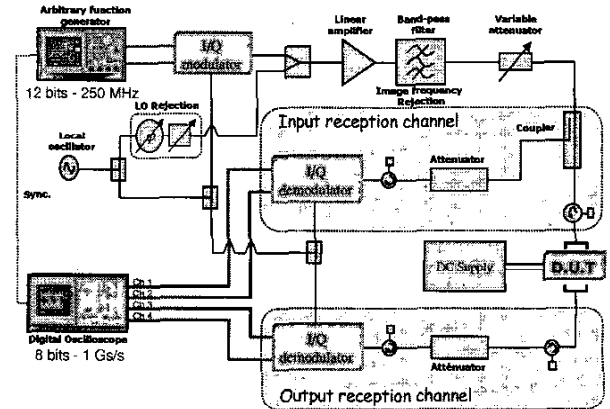 Arbitrary function
generator
12 bits - 250 MHz
I/Q
modulator
Linear
amplifier
Band-pass
filter
Image frequency
Rejection
Variable
attenuator
LO Rejection
Local
oscillator
Sync.
Input reception channel
Coupler
I/Q
demodulator
Attenuator
DC Supply
D.U.T
Ch 1
Ch 2
Ch 3
Ch 4
Digital Oscilloscope
8 bits - 1 Gs/s
I/Q
demodulator
Attenuator
Output reception channel